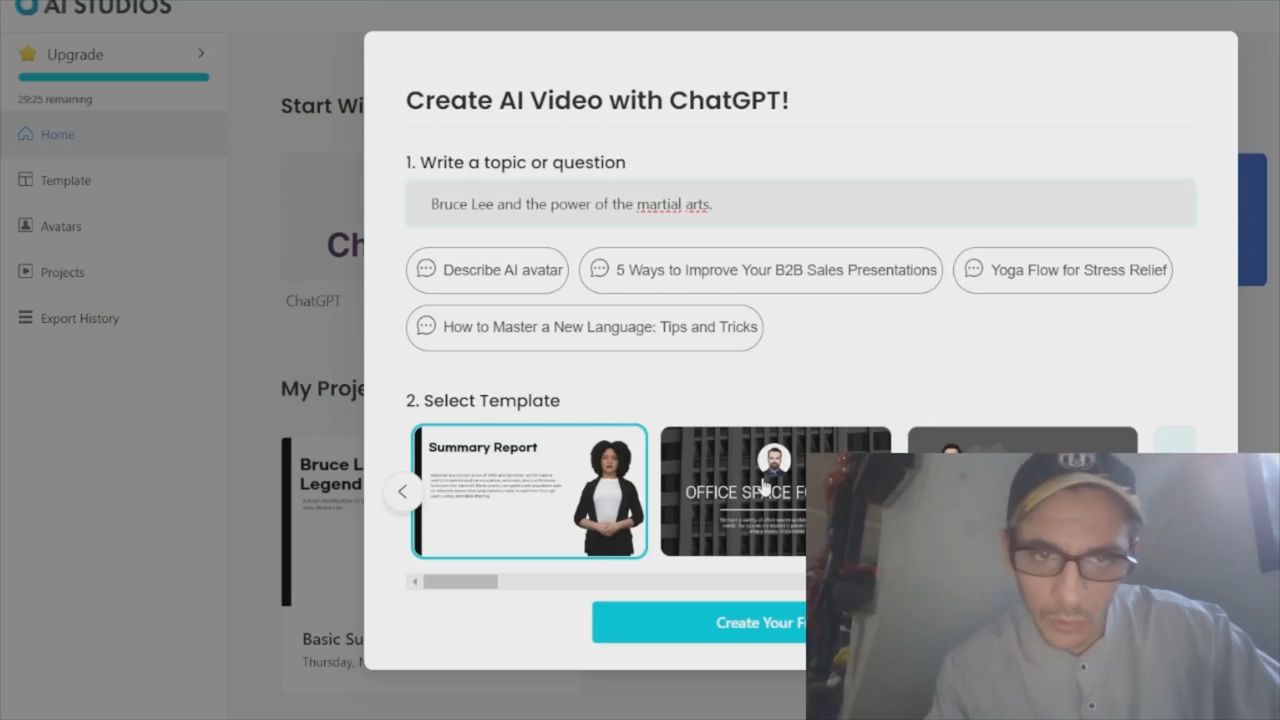 AI STUDIOS
Upgrade
29:25 remaining
Home
Template
Avatars
Projects
Export History
Start Wi
Ch
ChatGPT
My Proje
Bruce L
Legend
Basic Su
Thursday,
Create AI Video with ChatGPT!
1. Write a topic or question
Bruce Lee and the power of the martial arts.
Describe AI avatar
5 Ways to Improve Your B2B Sales Presentations
Yoga Flow for Stress Relief
How to Master a New Language: Tips and Tricks
2. Select Template
Summary Report
OFFICE SPACE FO
Create Your Fi